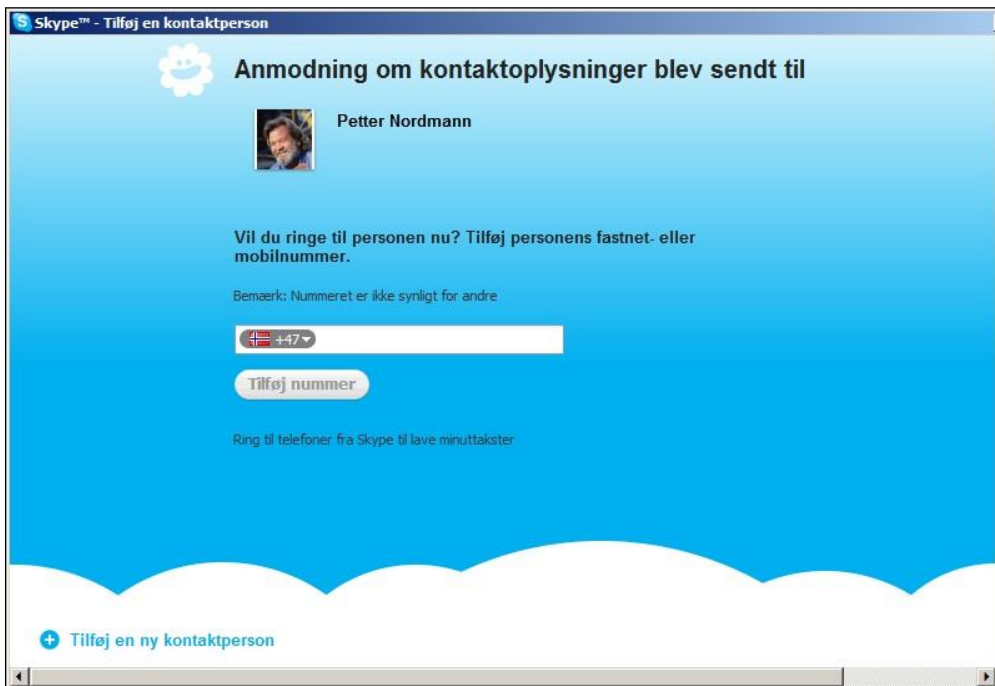 Skype™ - Tilføj en kontaktperson
Anmodning om kontaktoplysninger blev sendt til
Petter Nordmann
Vil du ringe til personen nu? Tilføj personens fastnet- eller
mobilnummer.
Bemærk: Nummeret er ikke synligt for andre
+47
Tilføj nummer
Ring til telefoner fra Skype til lave minuttakster
Tilføj en ny kontaktperson